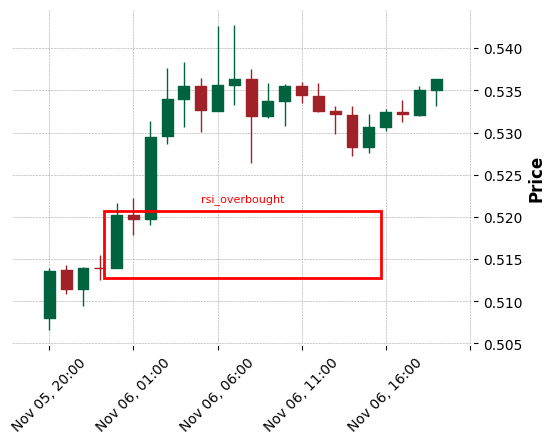 0.540
0.535
0.530
0.525
0.520
0.515
0.510
0.505
Price
rsi_overbought
Nov 05, 20:00
Nov 06, 01:00
Nov 06, 06:00
Nov 06, 11:00
Nov 06, 16:00